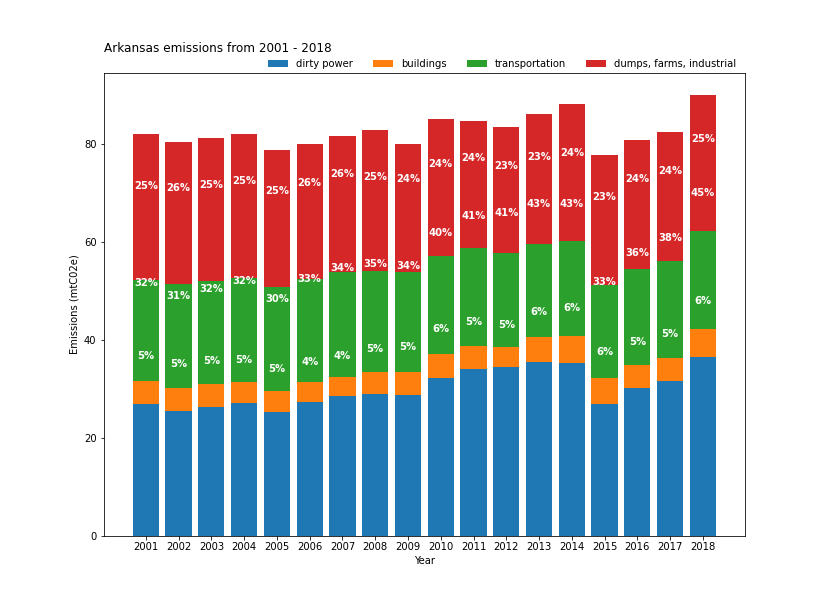 Arkansas emissions from 2001 - 2018
dirty power buildings transportation dumps, farms, industrial
Emissions (mtCO2e)
80
60
40
20
0
25% 26% 25% 25% 25% 26% 26% 25% 24% 24% 24% 23% 23% 24% 23% 24% 24% 25%
32% 31% 32% 32% 30% 33% 34% 35% 34% 40% 41% 41% 43% 43% 33% 36% 38% 45%
5% 5% 5% 5% 5% 4% 4% 5% 5% 6% 5% 5% 6% 6% 6% 5% 5% 6%
2001 2002 2003 2004 2005 2006 2007 2008 2009 2010 2011 2012 2013 2014 2015 2016 2017 2018
Year